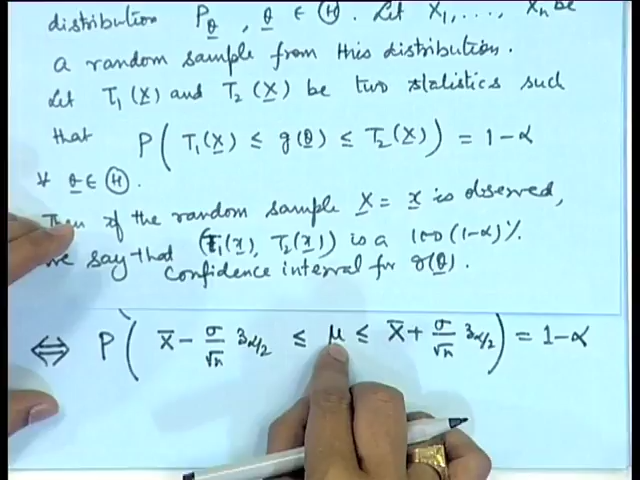 distribution P_θ, θ ∈ Ⓗ. Let X₁, ..., Xₙ be
a random sample from this distribution.
Let T₁(X) and T₂(X) be two statistics such
that P(T₁(X) ≤ g(θ) ≤ T₂(X)) = 1-α
∀ θ ∈ Ⓗ.
Then if the random sample X = x is observed,
we say that (T₁(x), T₂(x)) is a 100(1-α)%
confidence interval for g(θ).
⇔ P( X̄ - σ/√n z_{α/2} ≤ μ ≤ X̄ + σ/√n z_{α/2} ) = 1-α